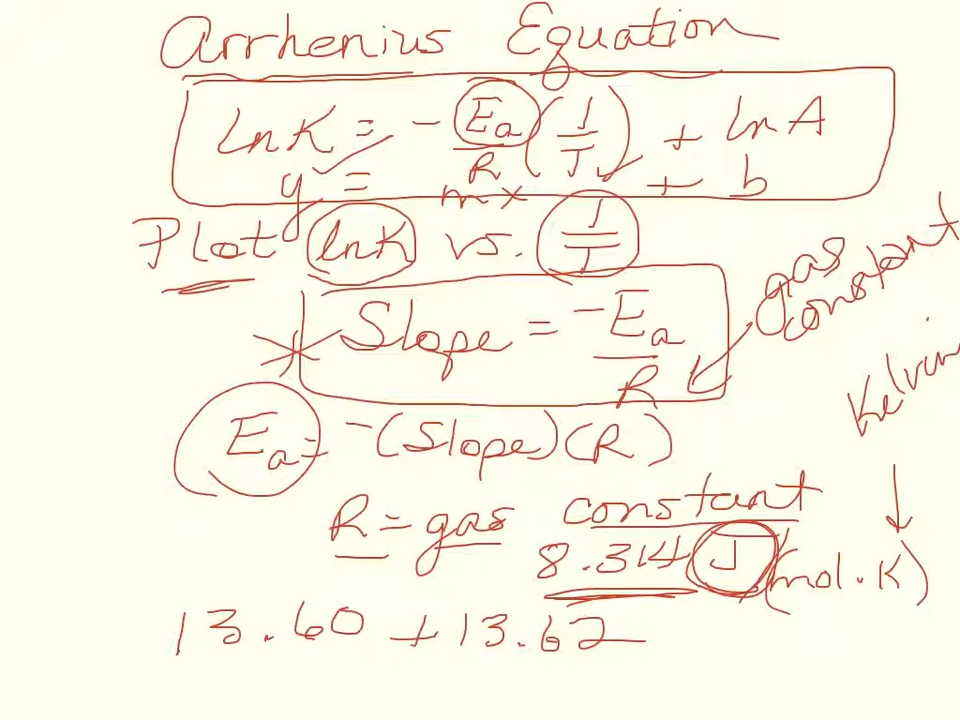 Arrhenius Equation
lnK = - Ea/R (1/T) + lnA
y = mx + b
Plot lnK vs. 1/T
gas constant
Slope = -Ea/R
Kelvin
Ea = -(Slope)(R)
R = gas constant
8.314 J/(mol·K)
13.60 + 13.62